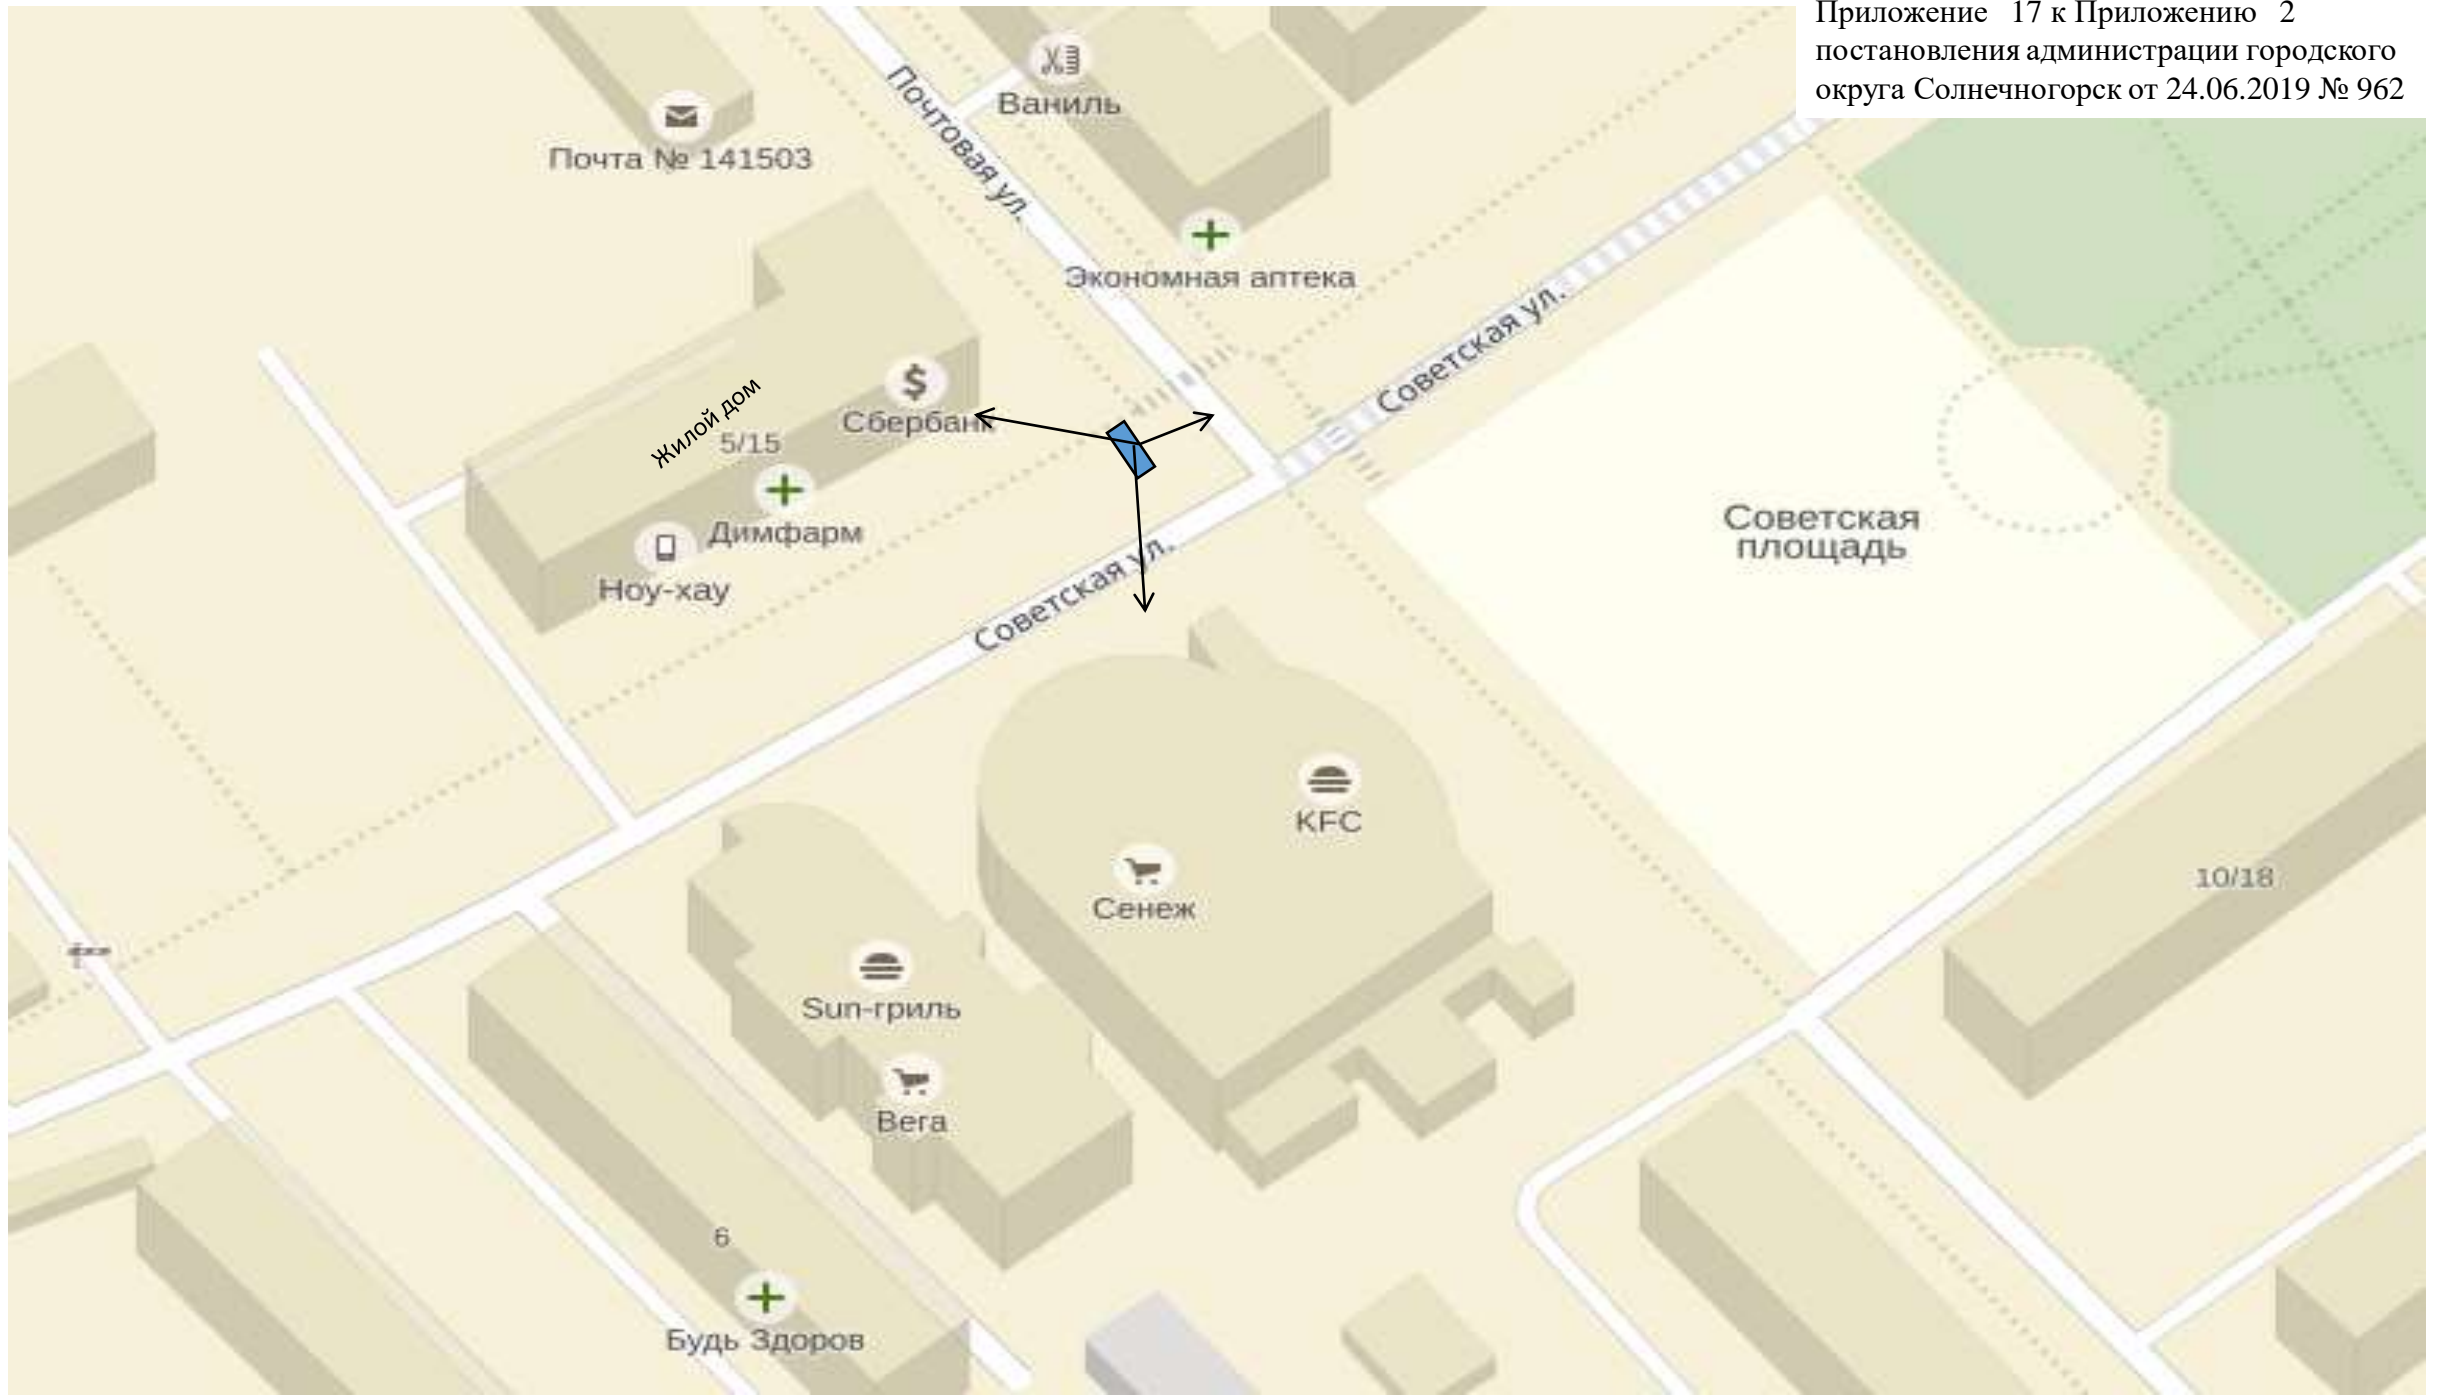 Приложение 17 к Приложению 2
постановления администрации городского
округа Солнечногорск от 24.06.2019 № 962
Ваниль
Почтовая ул.
Почта № 141503
Экономная аптека
Советская ул.
Жилой дом
Сбербанк
5/15
Димфарм
Ноу-хау
Советская ул.
Советская
площадь
KFC
Сенеж
10/18
Sun-гриль
Вега
6
Будь Здоров